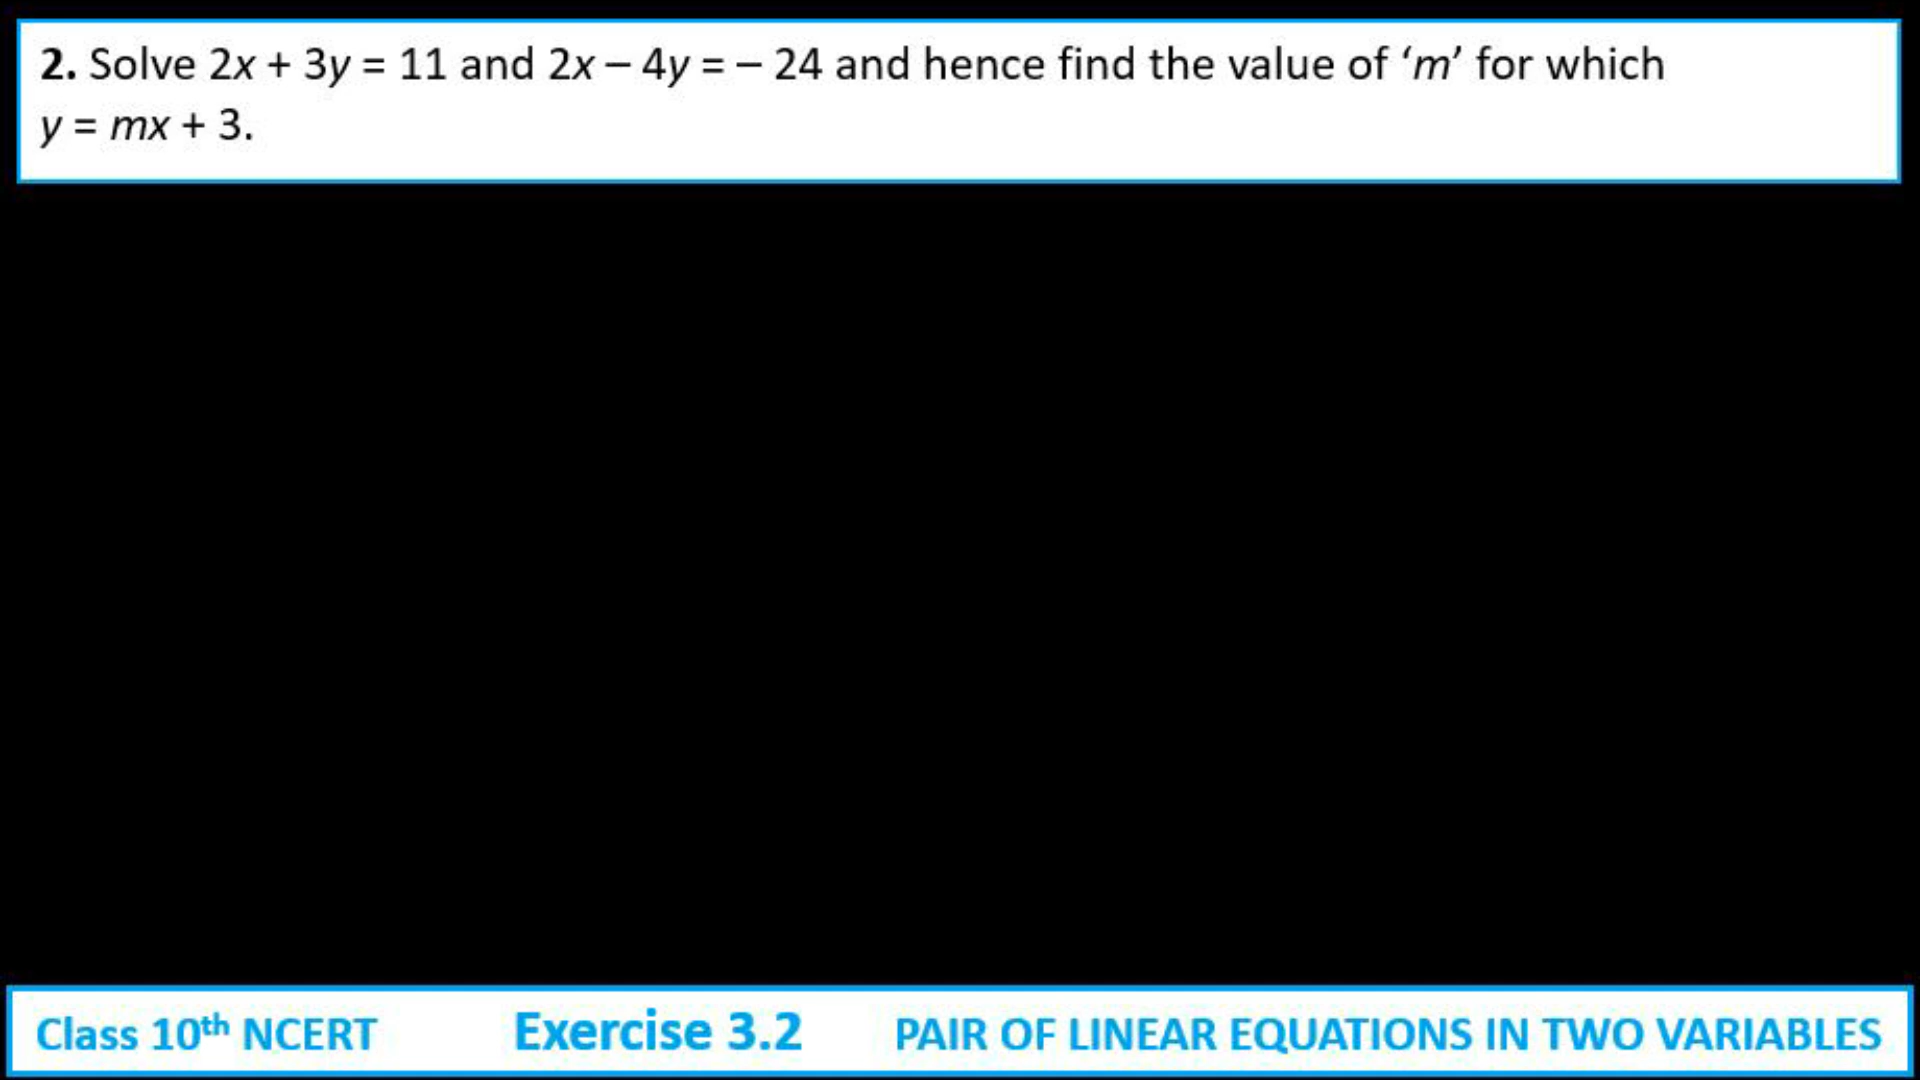 2. Solve 2x + 3y = 11 and 2x – 4y = – 24 and hence find the value of ‘m’ for which
y = mx + 3.
Class 10th NCERT Exercise 3.2 PAIR OF LINEAR EQUATIONS IN TWO VARIABLES